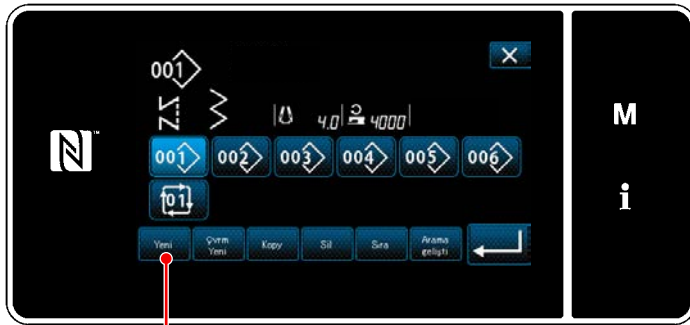 001
4.0 4000
001 002 003 004 005 006
01
Yeni Çvrm Yeni Kopy Sil Sıra Arama gelişti
M
i
N